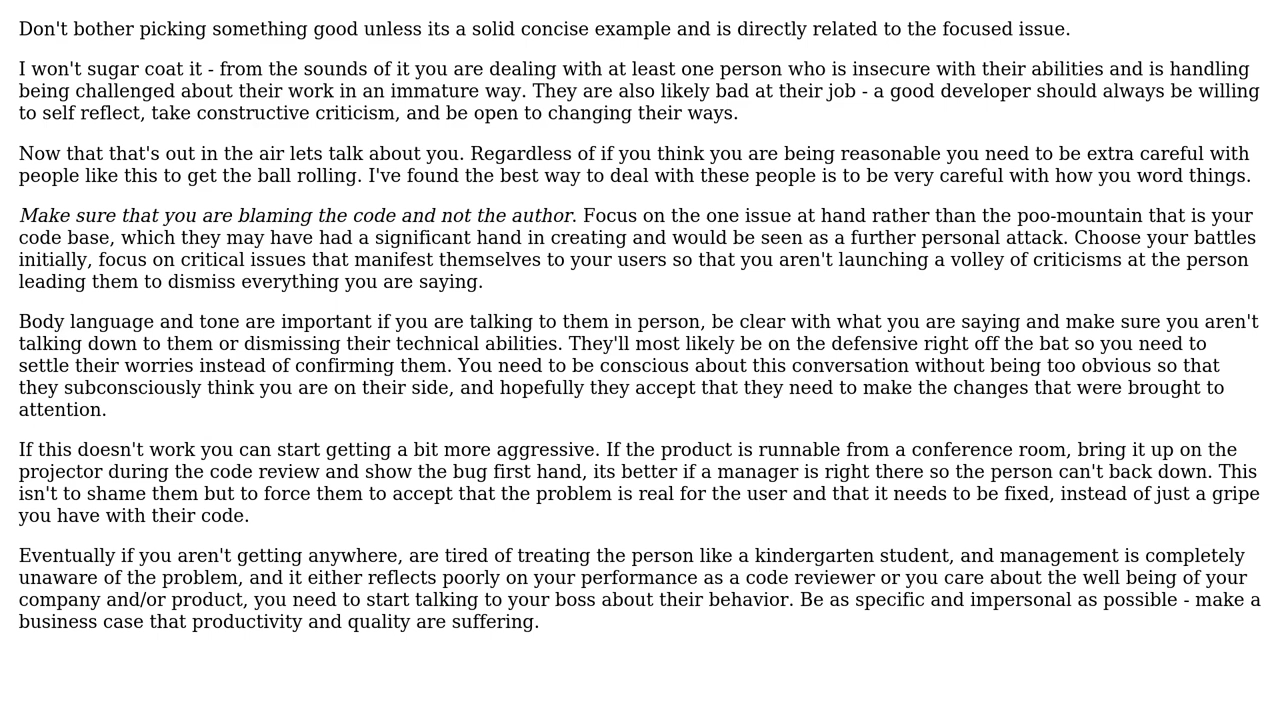 Don't bother picking something good unless its a solid concise example and is directly related to the focused issue.
I won't sugar coat it - from the sounds of it you are dealing with at least one person who is insecure with their abilities and is handling
being challenged about their work in an immature way. They are also likely bad at their job - a good developer should always be willing
to self reflect, take constructive criticism, and be open to changing their ways.
Now that that's out in the air lets talk about you. Regardless of if you think you are being reasonable you need to be extra careful with
people like this to get the ball rolling. I've found the best way to deal with these people is to be very careful with how you word things.
Make sure that you are blaming the code and not the author. Focus on the one issue at hand rather than the poo-mountain that is your
code base, which they may have had a significant hand in creating and would be seen as a further personal attack. Choose your battles
initially, focus on critical issues that manifest themselves to your users so that you aren't launching a volley of criticisms at the person
leading them to dismiss everything you are saying.
Body language and tone are important if you are talking to them in person, be clear with what you are saying and make sure you aren't
talking down to them or dismissing their technical abilities. They'll most likely be on the defensive right off the bat so you need to
settle their worries instead of confirming them. You need to be conscious about this conversation without being too obvious so that
they subconsciously think you are on their side, and hopefully they accept that they need to make the changes that were brought to
attention.
If this doesn't work you can start getting a bit more aggressive. If the product is runnable from a conference room, bring it up on the
projector during the code review and show the bug first hand, its better if a manager is right there so the person can't back down. This
isn't to shame them but to force them to accept that the problem is real for the user and that it needs to be fixed, instead of just a gripe
you have with their code.
Eventually if you aren't getting anywhere, are tired of treating the person like a kindergarten student, and management is completely
unaware of the problem, and it either reflects poorly on your performance as a code reviewer or you care about the well being of your
company and/or product, you need to start talking to your boss about their behavior. Be as specific and impersonal as possible - make a
business case that productivity and quality are suffering.